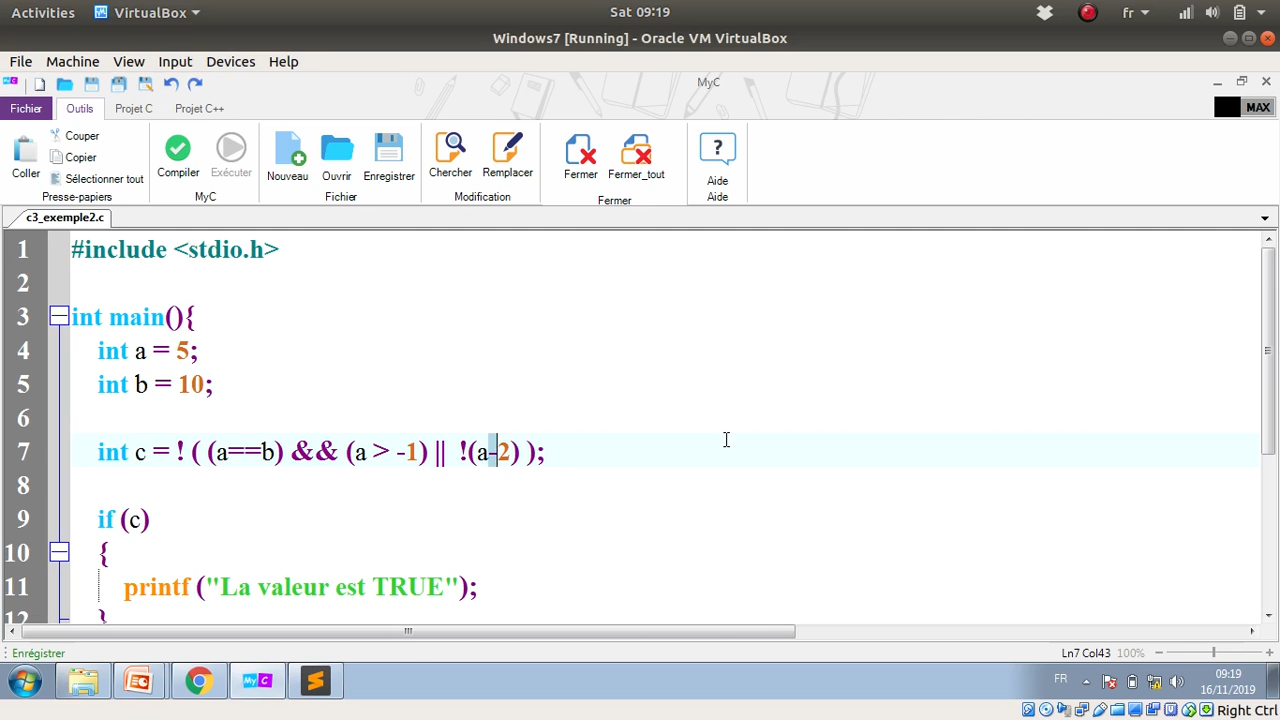 Activities VirtualBox Sat 09:19 fr
Windows7 [Running] - Oracle VM VirtualBox
File Machine View Input Devices Help
MyC
Fichier Outils Projet C Projet C++ MAX
Coller Couper Copier Sélectionner tout Compiler Exécuter Nouveau Ouvrir Enregistrer Chercher Remplacer Fermer Fermer_tout ? Aide
Presse-papiers MyC Fichier Modification Fermer Aide
c3_exemple2.c
1 #include <stdio.h>
2
3 int main(){
4 int a = 5;
5 int b = 10;
6
7 int c = ! ( (a==b) && (a > -1) || !(a-2) );
8
9 if (c)
10 {
11 printf ("La valeur est TRUE");
12 }
Enrégistrer Ln7 Col43 100%
MyC FR 09:19
16/11/2019
Right Ctrl